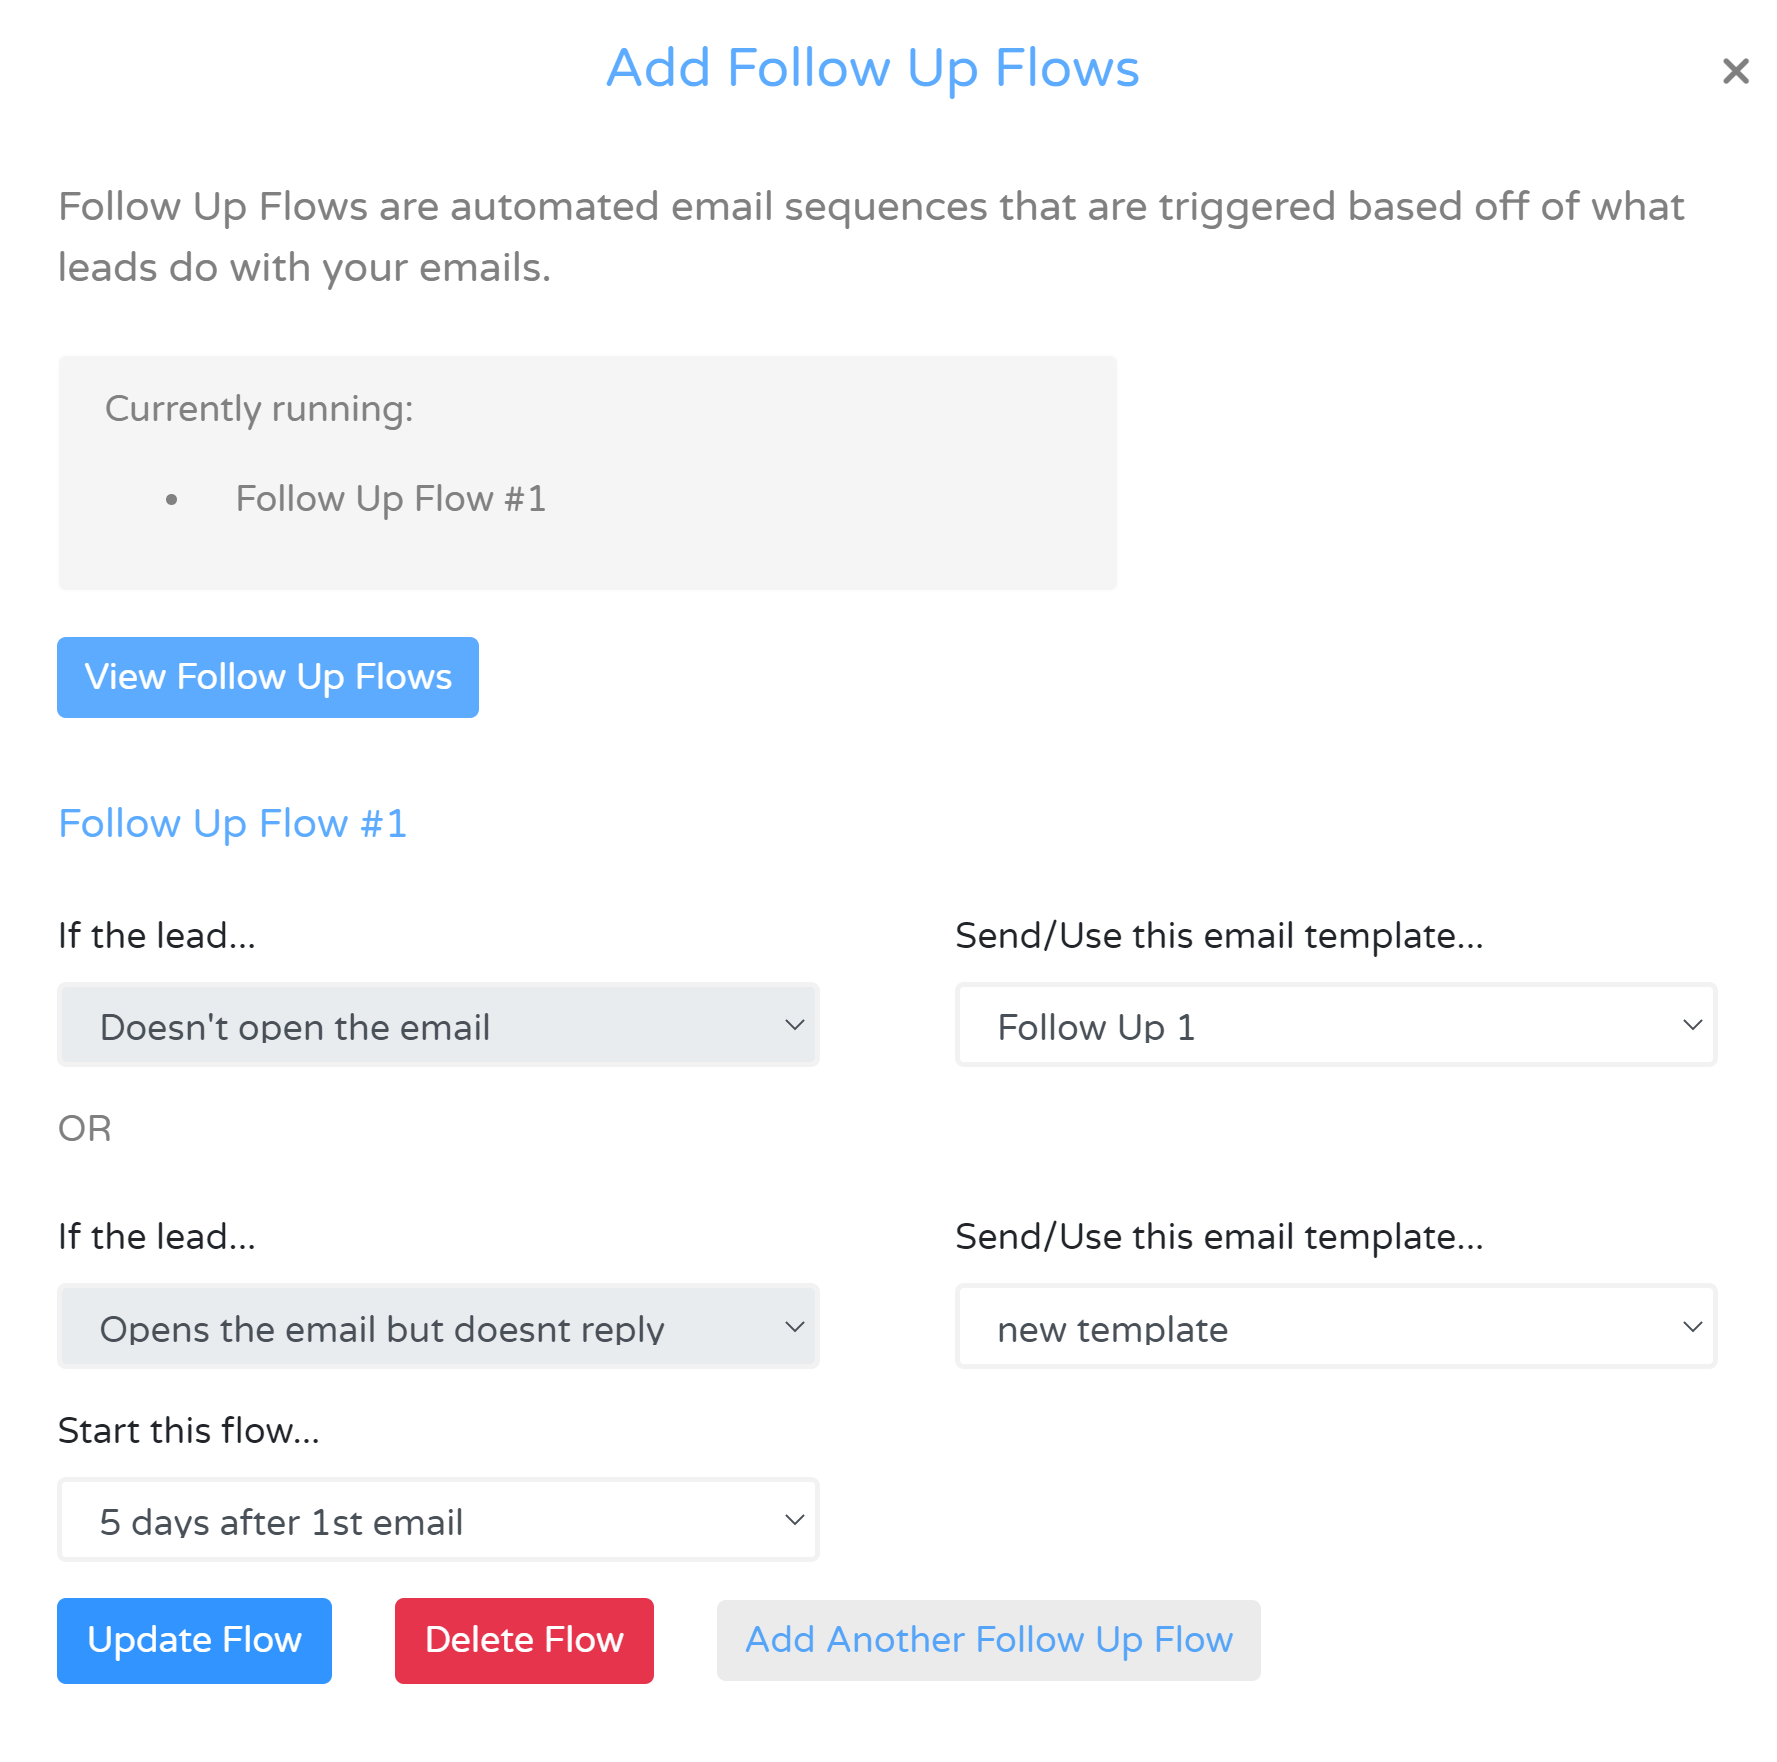 Add Follow Up Flows
Follow Up Flows are automated email sequences that are triggered based off of what
leads do with your emails.
Currently running:
• Follow Up Flow #1
View Follow Up Flows
Follow Up Flow #1
If the lead...
Send/Use this email template...
Doesn't open the email
Follow Up 1
OR
If the lead...
Send/Use this email template...
Opens the email but doesnt reply
new template
Start this flow...
5 days after 1st email
Update Flow
Delete Flow
Add Another Follow Up Flow